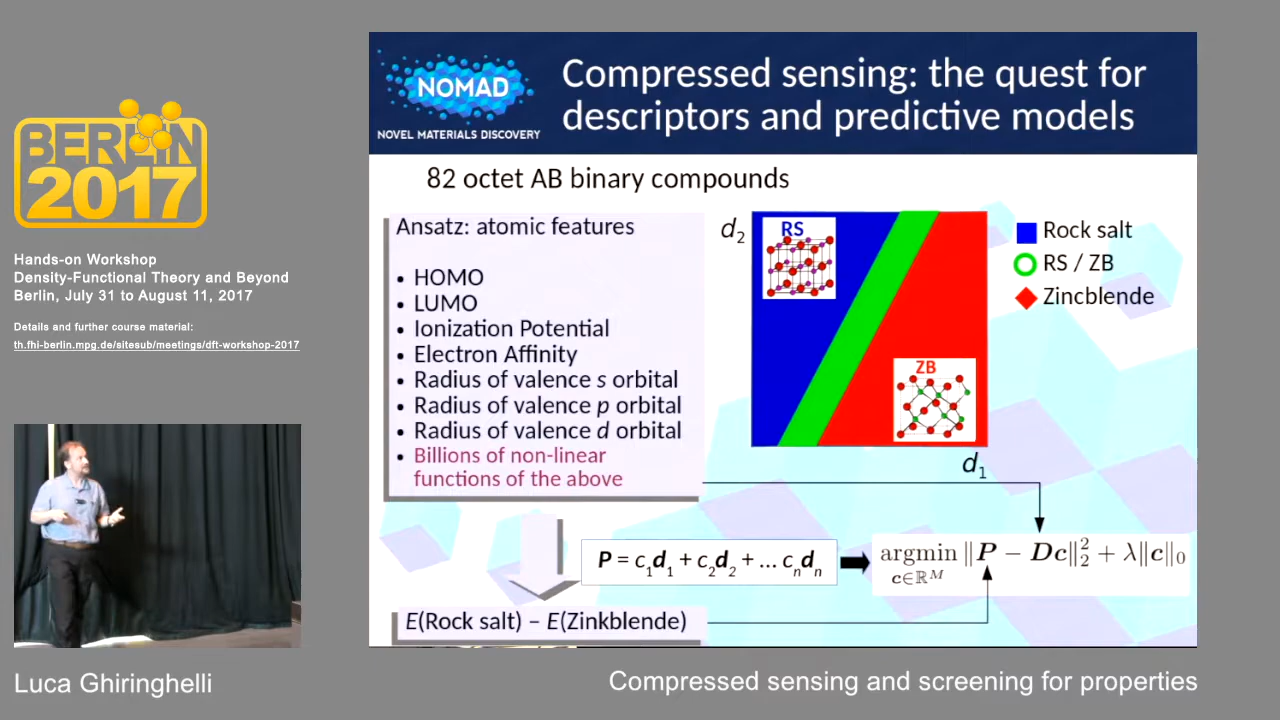 BERLIN
2017
Hands-on Workshop
Density-Functional Theory and Beyond
Berlin, July 31 to August 11, 2017
Details and further course material:
th.fhi-berlin.mpg.de/sitesub/meetings/dft-workshop-2017
NOMAD
NOVEL MATERIALS DISCOVERY
Compressed sensing: the quest for
descriptors and predictive models
82 octet AB binary compounds
Ansatz: atomic features
• HOMO
• LUMO
• Ionization Potential
• Electron Affinity
• Radius of valence s orbital
• Radius of valence p orbital
• Radius of valence d orbital
• Billions of non-linear
functions of the above
d₂
RS
ZB
d₁
Rock salt
RS / ZB
Zincblende
P = c₁d₁ + c₂d₂ + ... cₙdₙ
argmin ‖P − Dc‖₂² + λ‖c‖₀
c∈ℝᴹ
E(Rock salt) – E(Zinkblende)
Luca Ghiringhelli
Compressed sensing and screening for properties